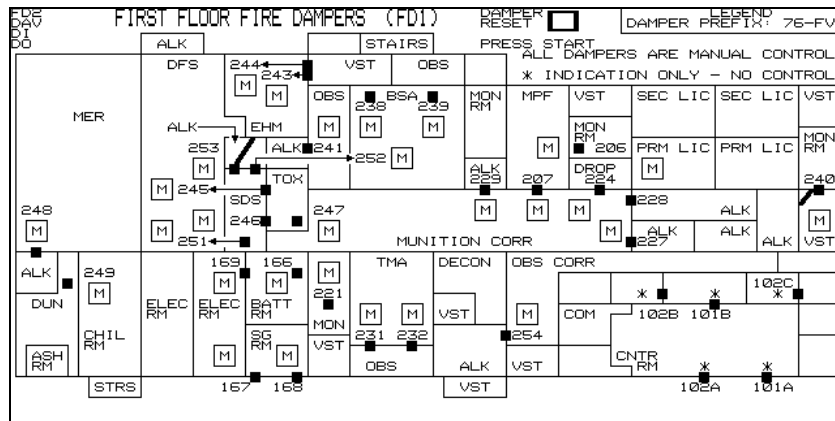 FD2
DAV
DI
DO
FIRST FLOOR FIRE DAMPERS (FD1)
DAMPER RESET
PRESS START
LEGEND
DAMPER PREFIX: 76-FV
ALL DAMPERS ARE MANUAL CONTROL
* INDICATION ONLY - NO CONTROL
ALK
STAIRS
DFS
244
243
VST
OBS
M
M
OBS
238
BSA
239
MON RM
MPF
VST
SEC LIC
SEC LIC
VST
MER
ALK
EHM
M
M
M
MON RM
206
MON RM
253
ALK
241
252
M
M
PRM LIC
PRM LIC
M
TOX
ALK
229
207
DROP
224
M
240
M
245
SDS
228
248
M
M
246
247
M
M
M
M
M
ALK
M
M
251
MUNITION CORR
227
ALK
ALK
ALK
VST
ALK
249
169
166
M
TMA
DECON
OBS CORR
102C
DUN
M
ELEC RM
ELEC RM
M
BATT RM
M
221
*
102B
101B
*
CHIL RM
MON
M
M
VST
M
COM
SG RM
VST
231
232
254
ASH RM
M
M
OBS
ALK
VST
CNTR RM
*
*
STRS
167
168
VST
102A
101A